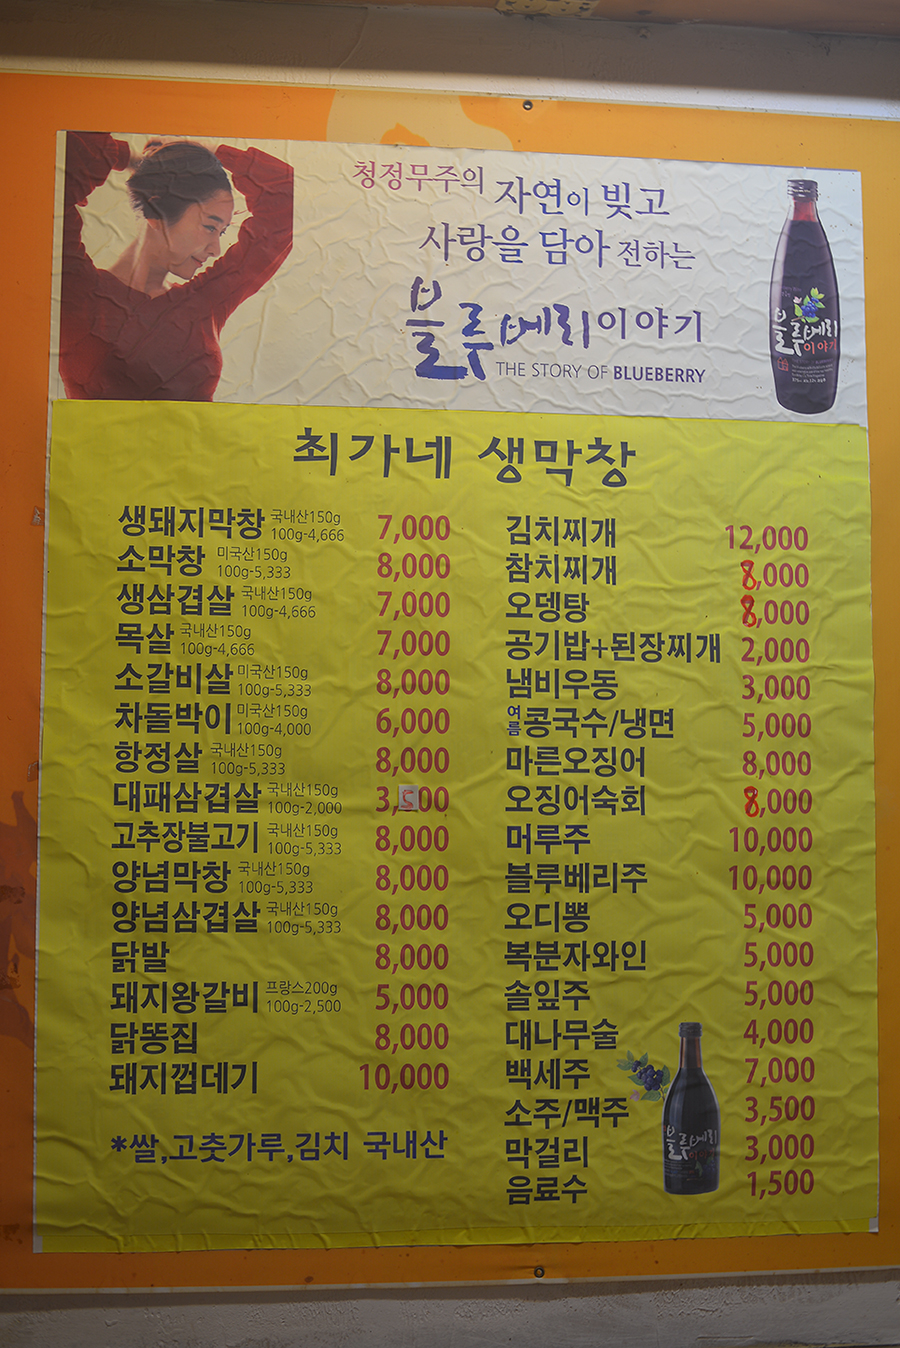 청정무주의 자연이 빚고
사랑을 담아 전하는
블루베리이야기
THE STORY OF BLUEBERRY
블루베리
이야기
최가네 생막창
생돼지막창 국내산150g 100g-4,666 7,000
소막창 미국산150g 100g-5,333 8,000
생삼겹살 국내산150g 100g-4,666 7,000
목살 국내산150g 100g-4,666 7,000
소갈비살 미국산150g 100g-5,333 8,000
차돌박이 미국산150g 100g-4,000 6,000
항정살 국내산150g 100g-5,333 8,000
대패삼겹살 국내산150g 100g-2,000 3,500
고추장불고기 국내산150g 100g-5,333 8,000
양념막창 국내산150g 100g-5,333 8,000
양념삼겹살 국내산150g 100g-5,333 8,000
닭발 8,000
돼지왕갈비 프랑스200g 100g-2,500 5,000
닭똥집 8,000
돼지껍데기 10,000
*쌀,고춧가루,김치 국내산
김치찌개 12,000
참치찌개 8,000
오뎅탕 8,000
공기밥+된장찌개 2,000
냄비우동 3,000
여름 콩국수/냉면 5,000
마른오징어 8,000
오징어숙회 8,000
머루주 10,000
블루베리주 10,000
오디뽕 5,000
복분자와인 5,000
솔잎주 5,000
대나무술 4,000
백세주 7,000
소주/맥주 3,500
막걸리 3,000
음료수 1,500
블루베리
이야기